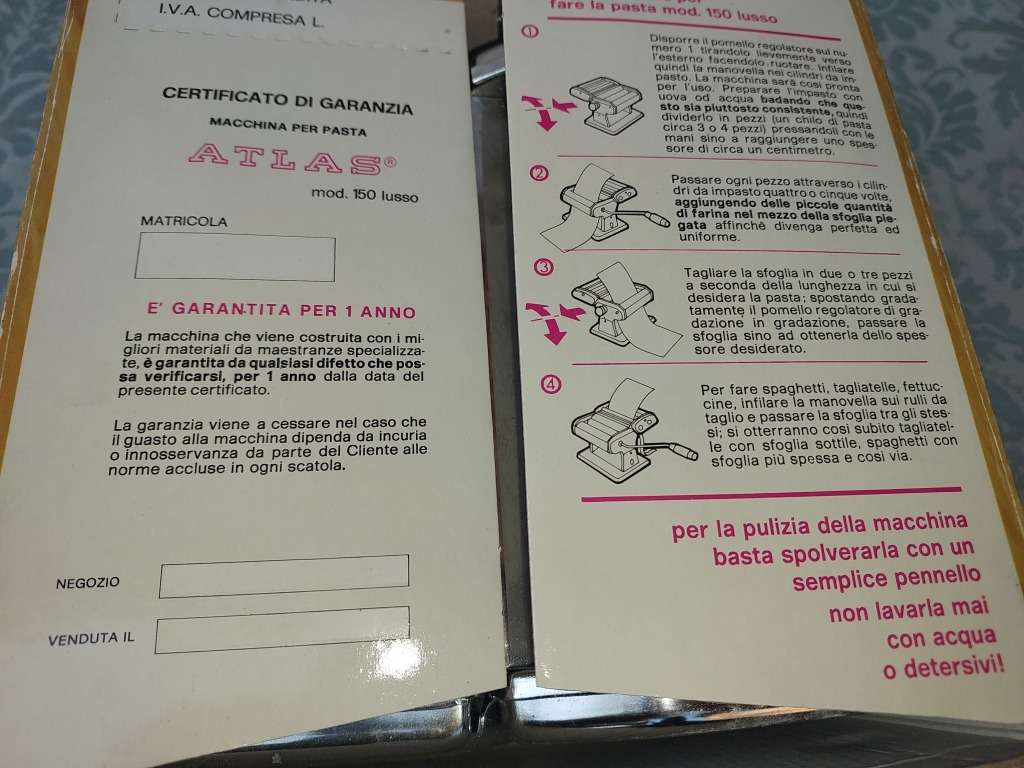 I.V.A. COMPRESA L.
CERTIFICATO DI GARANZIA
MACCHINA PER PASTA
ATLAS®
mod. 150 lusso
MATRICOLA
E' GARANTITA PER 1 ANNO
La macchina che viene costruita con i mi-
gliori materiali da maestranze specializza-
te, è garantita da qualsiasi difetto che pos-
sa verificarsi, per 1 anno dalla data del
presente certificato.
La garanzia viene a cessare nel caso che
il guasto alla macchina dipenda da incuria
o innosservanza da parte del Cliente alle
norme accluse in ogni scatola.
NEGOZIO
VENDUTA IL
fare la pasta mod. 150 lusso
1
Disporre il pomello regolatore sul nu-
mero 1 tirandolo lievemente verso
l'esterno facendolo ruotare. Infilare
quindi la manovella nei cilindri da im-
pasto. La macchina sarà così pronta
per l'uso. Preparare l'impasto con
uova od acqua badando che que-
sto sia piuttosto consistente, quindi
dividerlo in pezzi (un chilo di pasta
circa 3 o 4 pezzi) pressandoli con le
mani sino a raggiungere uno spes-
sore di circa un centimetro.
2
Passare ogni pezzo attraverso i cilin-
dri da impasto quattro o cinque volte,
aggiungendo delle piccole quantità
di farina nel mezzo della sfoglia pie-
gata affinchè divenga perfetta ed
uniforme.
3
Tagliare la sfoglia in due o tre pezzi
a seconda della lunghezza in cui si
desidera la pasta; spostando grada-
tamente il pomello regolatore di gra-
dazione in gradazione, passare la
sfoglia sino ad ottenerla dello spes-
sore desiderato.
4
Per fare spaghetti, tagliatelle, fettuc-
cine, infilare la manovella sui rulli da
taglio e passare la sfoglia tra gli stes-
si; si otterranno così subito tagliatel-
le con sfoglia sottile, spaghetti con
sfoglia più spessa e così via.
per la pulizia della macchina
basta spolverarla con un
semplice pennello
non lavarla mai
con acqua
o detersivi!